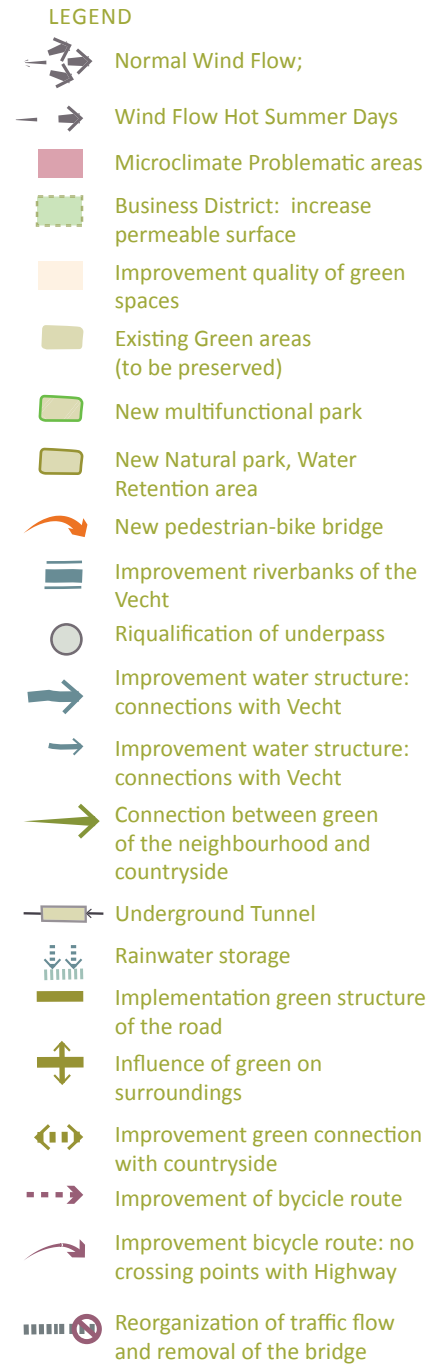 LEGEND
Normal Wind Flow;
Wind Flow Hot Summer Days
Microclimate Problematic areas
Business District: increase
permeable surface
Improvement quality of green
spaces
Existing Green areas
(to be preserved)
New multifunctional park
New Natural park, Water
Retention area
New pedestrian-bike bridge
Improvement riverbanks of the
Vecht
Riqualification of underpass
Improvement water structure:
connections with Vecht
Improvement water structure:
connections with Vecht
Connection between green
of the neighbourhood and
countryside
Underground Tunnel
Rainwater storage
Implementation green structure
of the road
Influence of green on
surroundings
Improvement green connection
with countryside
Improvement of bycicle route
Improvement bicycle route: no
crossing points with Highway
Reorganization of traffic flow
and removal of the bridge